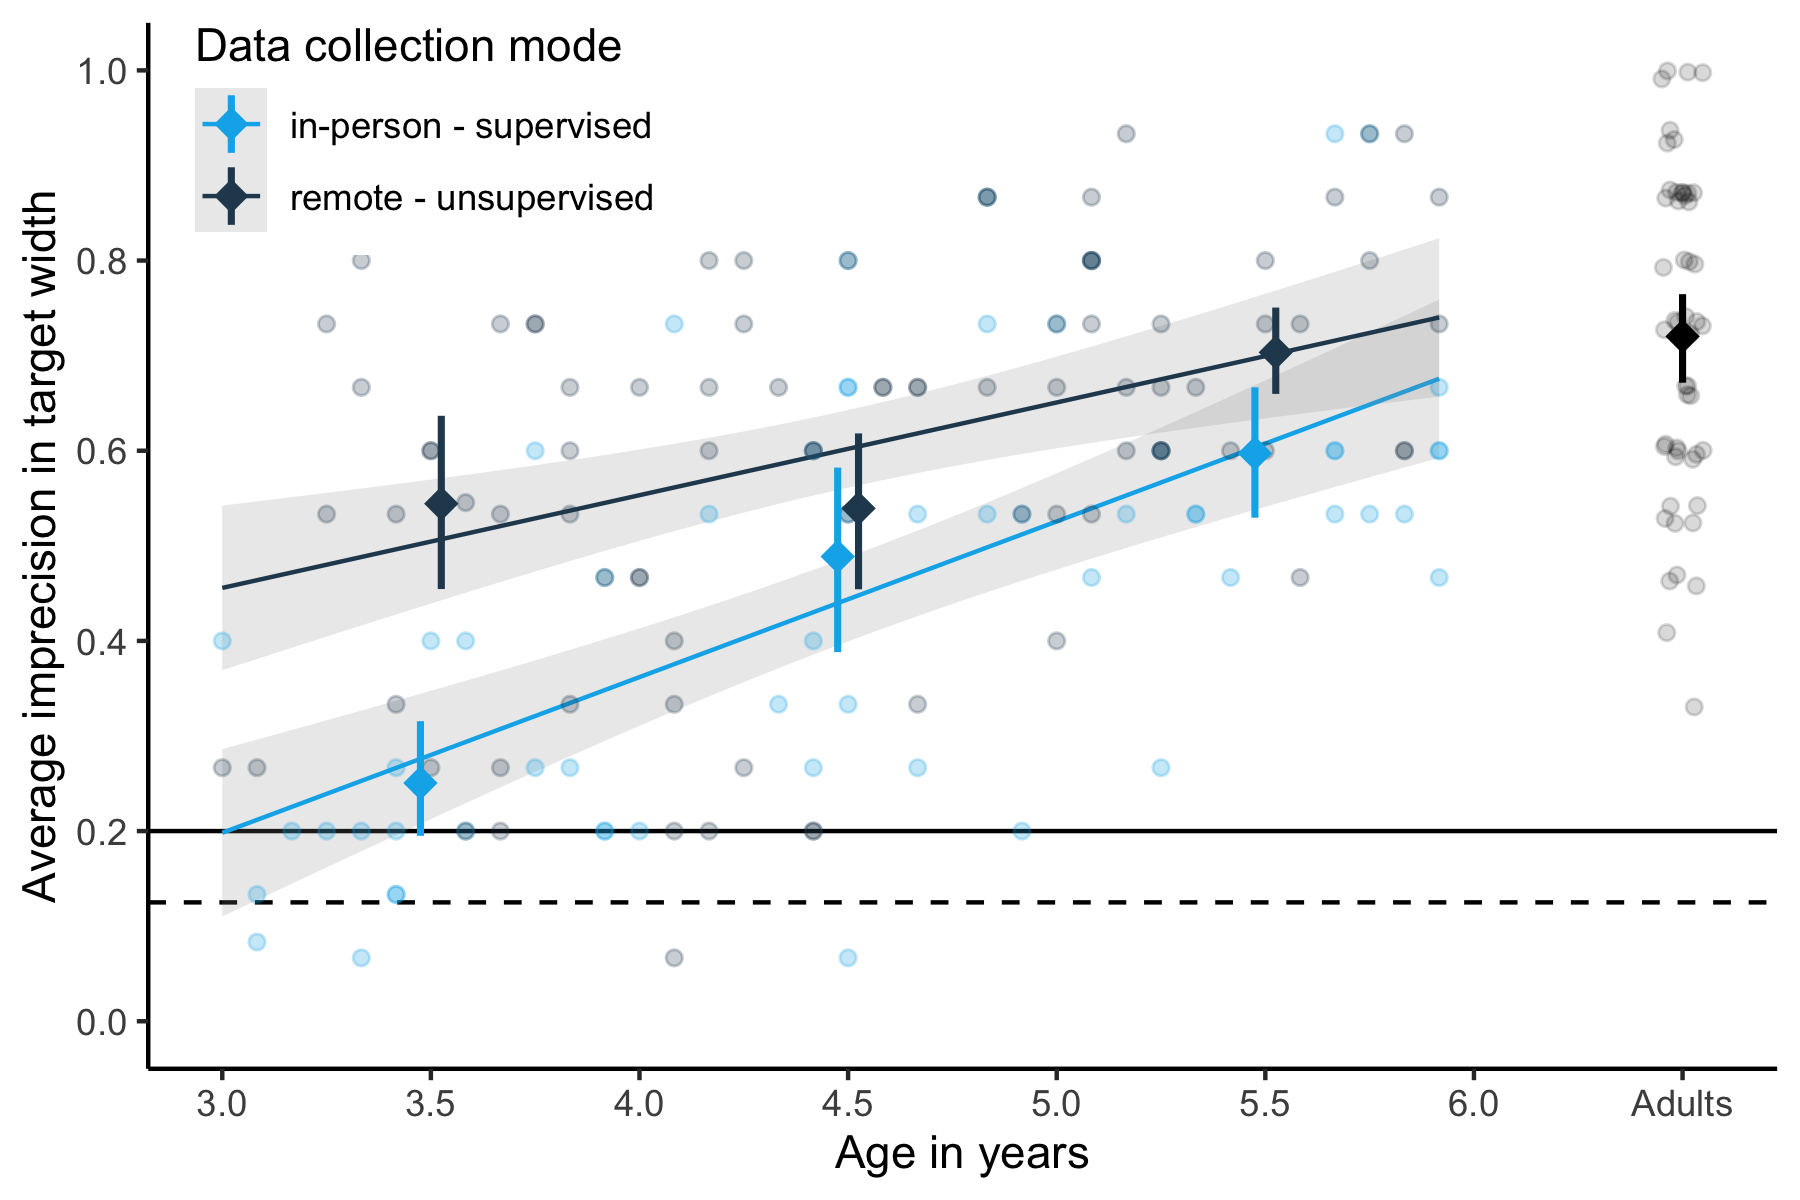 Data collection mode
in-person - supervised
remote - unsupervised
Average imprecision in target width
1.0
0.8
0.6
0.4
0.2
0.0
3.0 3.5 4.0 4.5 5.0 5.5 6.0 Adults
Age in years